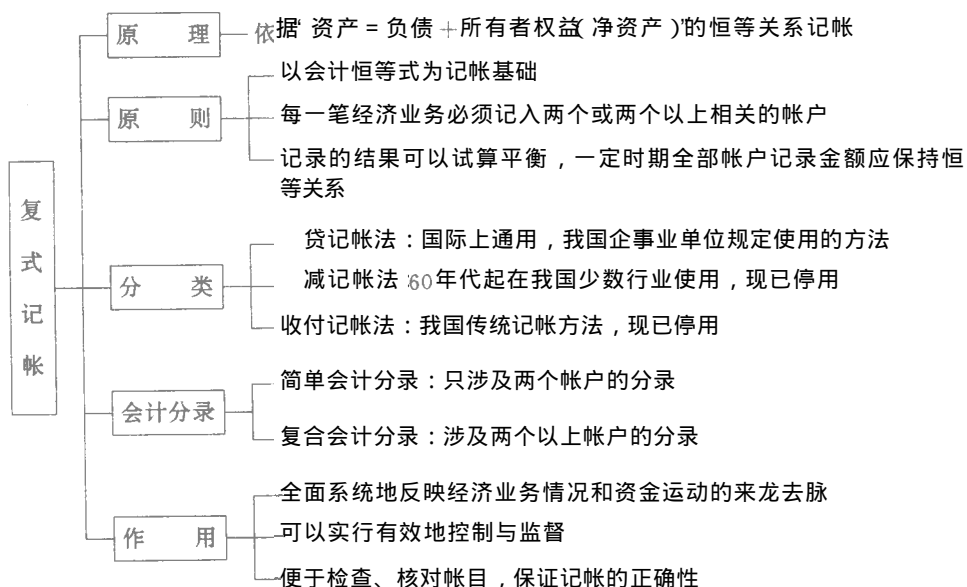 复式记帐
原 理
依据“资产 = 负债 + 所有者权益(净资产)”的恒等关系记帐
原 则
以会计恒等式为记帐基础
每一笔经济业务必须记入两个或两个以上相关的帐户
记录的结果可以试算平衡，一定时期全部帐户记录金额应保持恒
等关系
分 类
贷记帐法：国际上通用，我国企事业单位规定使用的方法
减记帐法 60年代起在我国少数行业使用，现已停用
收付记帐法：我国传统记帐方法，现已停用
会计分录
简单会计分录：只涉及两个帐户的分录
复合会计分录：涉及两个以上帐户的分录
作 用
全面系统地反映经济业务情况和资金运动的来龙去脉
可以实行有效地控制与监督
便于检查、核对帐目，保证记帐的正确性